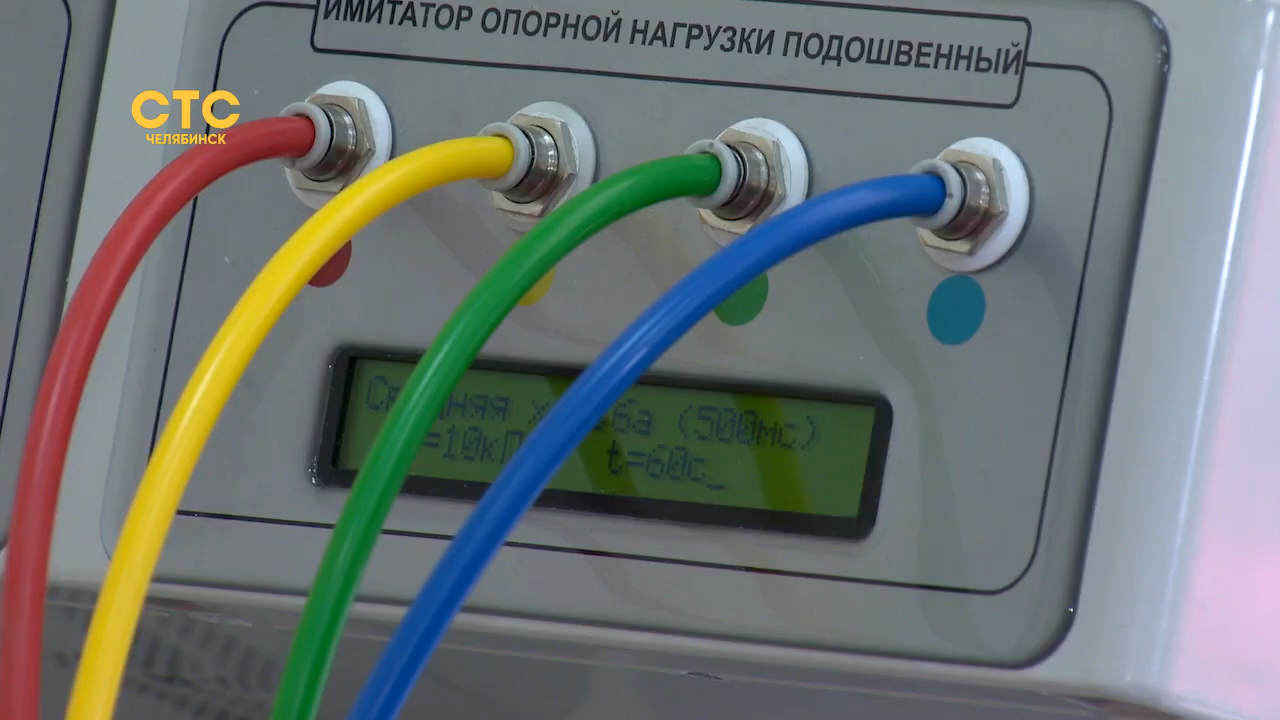 ИМИТАТОР ОПОРНОЙ НАГРУЗКИ ПОДОШВЕННЫЙ
СТС
ЧЕЛЯБИНСК
(500мс)
t=60с_